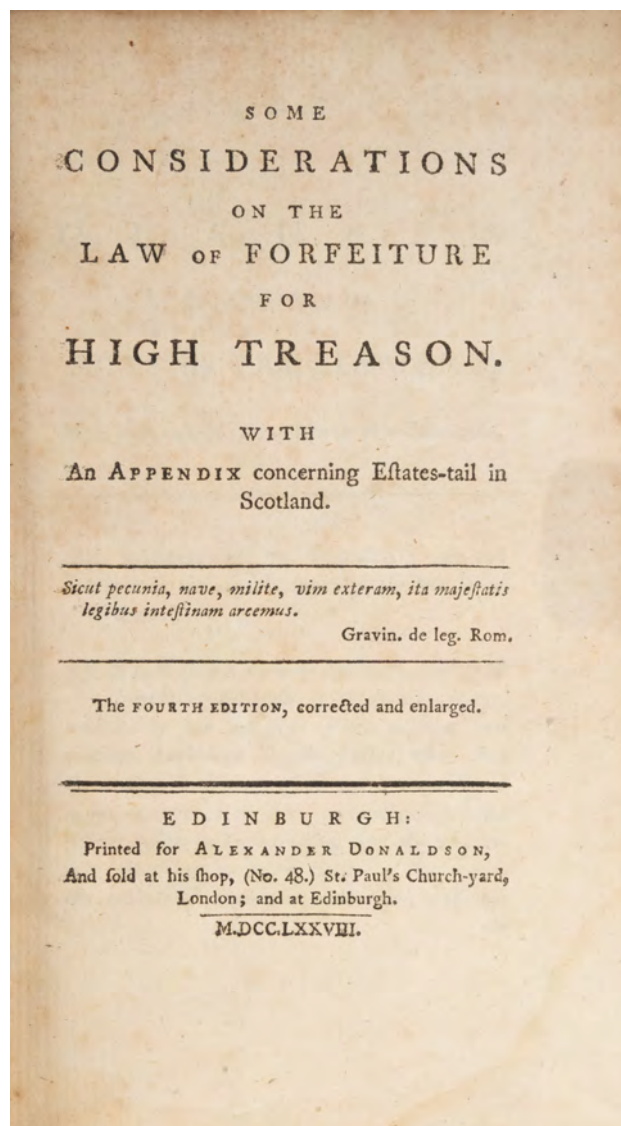 SOME
CONSIDERATIONS
ON THE
LAW OF FORFEITURE
FOR
HIGH TREASON.
WITH
An APPENDIX concerning Eſtates-tail in
Scotland.
Sicut pecunia, nave, milite, vim exteram, ita majeſtatis
legibus inteſtinam arcemus.
Gravin. de leg. Rom.
The FOURTH EDITION, corrected and enlarged.
EDINBURGH:
Printed for ALEXANDER DONALDSON,
And ſold at his ſhop, (No. 48.) St. Paul's Church-yard,
London; and at Edinburgh.
M.DCC.LXXVIII.